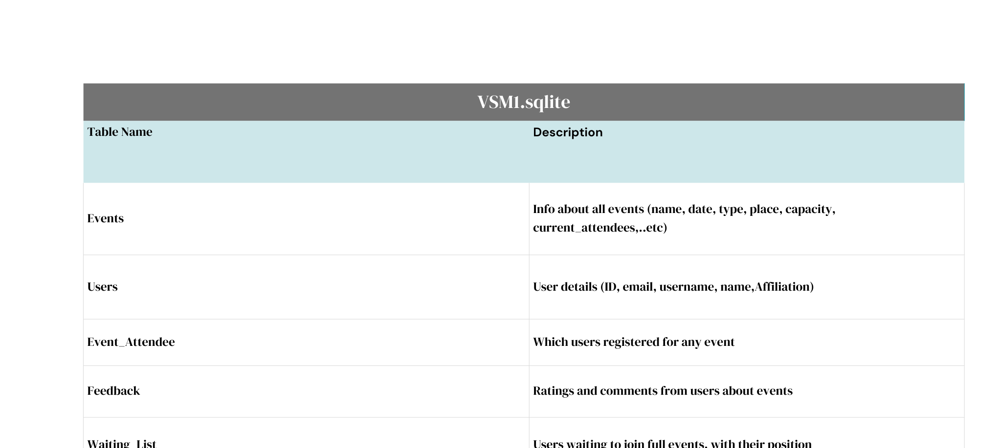 VSM1.sqlite
Table Name
Description
Events
Info about all events (name, date, type, place, capacity,
current_attendees,..etc)
Users
User details (ID, email, username, name,Affiliation)
Event_Attendee
Which users registered for any event
Feedback
Ratings and comments from users about events
Waiting_List
Users waiting to join full events, with their position